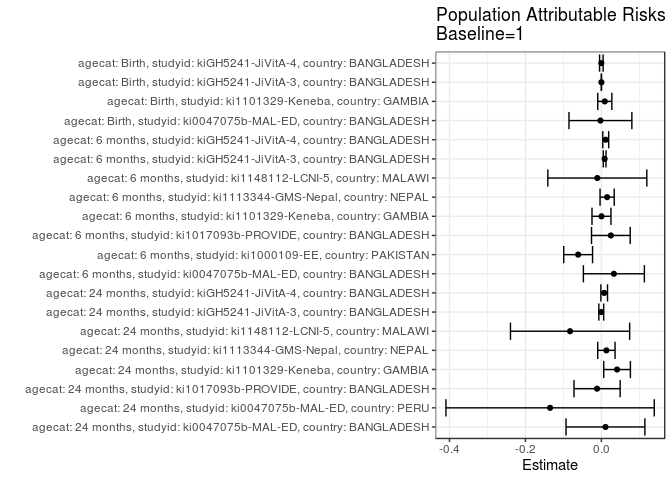 Population Attributable Risks
Baseline=1
agecat: Birth, studyid: kiGH5241-JiVitA-4, country: BANGLADESH
agecat: Birth, studyid: kiGH5241-JiVitA-3, country: BANGLADESH
agecat: Birth, studyid: ki1101329-Keneba, country: GAMBIA
agecat: Birth, studyid: ki0047075b-MAL-ED, country: BANGLADESH
agecat: 6 months, studyid: kiGH5241-JiVitA-4, country: BANGLADESH
agecat: 6 months, studyid: kiGH5241-JiVitA-3, country: BANGLADESH
agecat: 6 months, studyid: ki1148112-LCNI-5, country: MALAWI
agecat: 6 months, studyid: ki1113344-GMS-Nepal, country: NEPAL
agecat: 6 months, studyid: ki1101329-Keneba, country: GAMBIA
agecat: 6 months, studyid: ki1017093b-PROVIDE, country: BANGLADESH
agecat: 6 months, studyid: ki1000109-EE, country: PAKISTAN
agecat: 6 months, studyid: ki0047075b-MAL-ED, country: BANGLADESH
agecat: 24 months, studyid: kiGH5241-JiVitA-4, country: BANGLADESH
agecat: 24 months, studyid: kiGH5241-JiVitA-3, country: BANGLADESH
agecat: 24 months, studyid: ki1148112-LCNI-5, country: MALAWI
agecat: 24 months, studyid: ki1113344-GMS-Nepal, country: NEPAL
agecat: 24 months, studyid: ki1101329-Keneba, country: GAMBIA
agecat: 24 months, studyid: ki1017093b-PROVIDE, country: BANGLADESH
agecat: 24 months, studyid: ki0047075b-MAL-ED, country: PERU
agecat: 24 months, studyid: ki0047075b-MAL-ED, country: BANGLADESH
-0.4 -0.2 0.0
Estimate